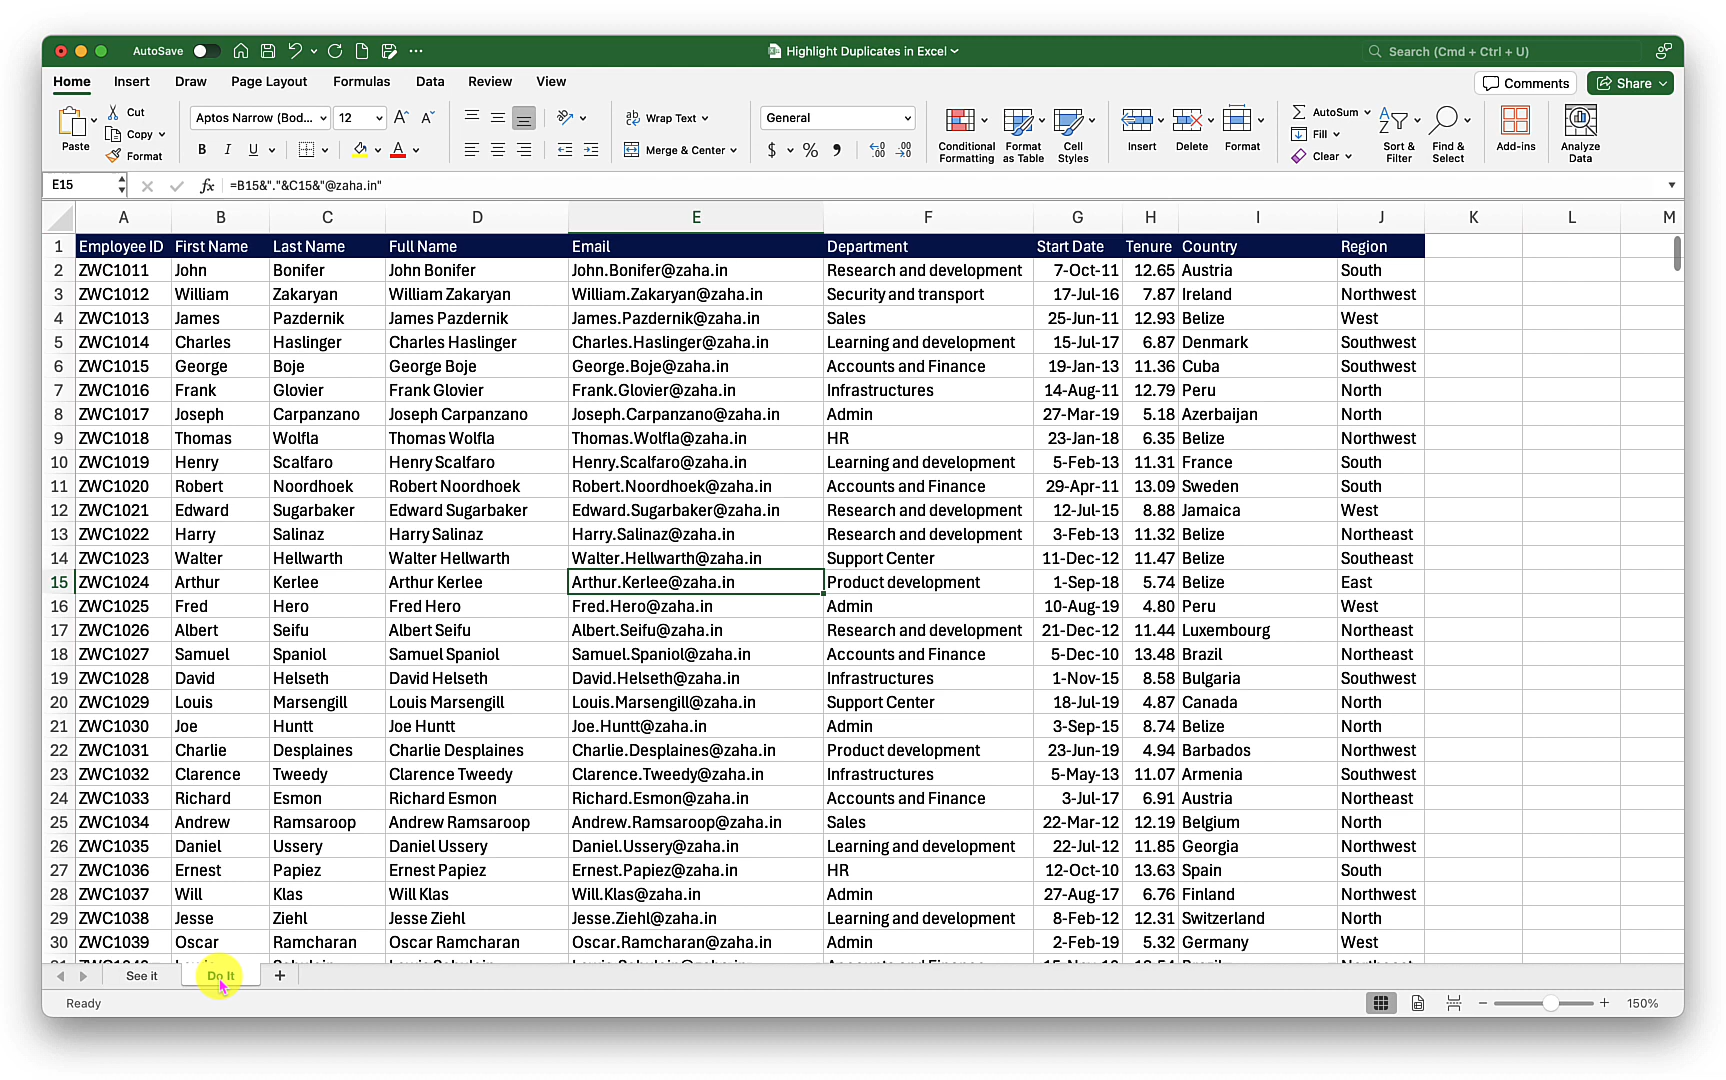 AutoSave Highlight Duplicates in Excel Search (Cmd + Ctrl + U)
Home Insert Draw Page Layout Formulas Data Review View Comments Share
Paste Cut Copy Format
Aptos Narrow (Bod... 12 A A
B I U A
ab Wrap Text
Merge & Center
General
$ % 9 .00 .00
Conditional Formatting
Format as Table
Cell Styles
Insert Delete Format
AutoSum Fill Clear
Sort & Filter
Find & Select
Add-ins
Analyze Data
E15 fx =B15&"."&C15&"@zaha.in"
A B C D E F G H I J K L M
1 Employee ID First Name Last Name Full Name Email Department Start Date Tenure Country Region
2 ZWC1011 John Bonifer John Bonifer John.Bonifer@zaha.in Research and development 7-Oct-11 12.65 Austria South
3 ZWC1012 William Zakaryan William Zakaryan William.Zakaryan@zaha.in Security and transport 17-Jul-16 7.87 Ireland Northwest
4 ZWC1013 James Pazdernik James Pazdernik James.Pazdernik@zaha.in Sales 25-Jun-11 12.93 Belize West
5 ZWC1014 Charles Haslinger Charles Haslinger Charles.Haslinger@zaha.in Learning and development 15-Jul-17 6.87 Denmark Southwest
6 ZWC1015 George Boje George Boje George.Boje@zaha.in Accounts and Finance 19-Jan-13 11.36 Cuba Southwest
7 ZWC1016 Frank Glovier Frank Glovier Frank.Glovier@zaha.in Infrastructures 14-Aug-11 12.79 Peru North
8 ZWC1017 Joseph Carpanzano Joseph Carpanzano Joseph.Carpanzano@zaha.in Admin 27-Mar-19 5.18 Azerbaijan North
9 ZWC1018 Thomas Wolfla Thomas Wolfla Thomas.Wolfla@zaha.in HR 23-Jan-18 6.35 Belize Northwest
10 ZWC1019 Henry Scalfaro Henry Scalfaro Henry.Scalfaro@zaha.in Learning and development 5-Feb-13 11.31 France South
11 ZWC1020 Robert Noordhoek Robert Noordhoek Robert.Noordhoek@zaha.in Accounts and Finance 29-Apr-11 13.09 Sweden South
12 ZWC1021 Edward Sugarbaker Edward Sugarbaker Edward.Sugarbaker@zaha.in Research and development 12-Jul-15 8.88 Jamaica West
13 ZWC1022 Harry Salinaz Harry Salinaz Harry.Salinaz@zaha.in Research and development 3-Feb-13 11.32 Belize Northeast
14 ZWC1023 Walter Hellwarth Walter Hellwarth Walter.Hellwarth@zaha.in Support Center 11-Dec-12 11.47 Belize Southeast
15 ZWC1024 Arthur Kerlee Arthur Kerlee Arthur.Kerlee@zaha.in Product development 1-Sep-18 5.74 Belize East
16 ZWC1025 Fred Hero Fred Hero Fred.Hero@zaha.in Admin 10-Aug-19 4.80 Peru West
17 ZWC1026 Albert Seifu Albert Seifu Albert.Seifu@zaha.in Research and development 21-Dec-12 11.44 Luxembourg Northeast
18 ZWC1027 Samuel Spaniol Samuel Spaniol Samuel.Spaniol@zaha.in Accounts and Finance 5-Dec-10 13.48 Brazil Northeast
19 ZWC1028 David Helseth David Helseth David.Helseth@zaha.in Infrastructures 1-Nov-15 8.58 Bulgaria Southwest
20 ZWC1029 Louis Marsengill Louis Marsengill Louis.Marsengill@zaha.in Support Center 18-Jul-19 4.87 Canada North
21 ZWC1030 Joe Huntt Joe Huntt Joe.Huntt@zaha.in Admin 3-Sep-15 8.74 Belize North
22 ZWC1031 Charlie Desplaines Charlie Desplaines Charlie.Desplaines@zaha.in Product development 23-Jun-19 4.94 Barbados Northwest
23 ZWC1032 Clarence Tweedy Clarence Tweedy Clarence.Tweedy@zaha.in Infrastructures 5-May-13 11.07 Armenia Southwest
24 ZWC1033 Richard Esmon Richard Esmon Richard.Esmon@zaha.in Accounts and Finance 3-Jul-17 6.91 Austria Northeast
25 ZWC1034 Andrew Ramsaroop Andrew Ramsaroop Andrew.Ramsaroop@zaha.in Sales 22-Mar-12 12.19 Belgium North
26 ZWC1035 Daniel Ussery Daniel Ussery Daniel.Ussery@zaha.in Learning and development 22-Jul-12 11.85 Georgia Northwest
27 ZWC1036 Ernest Papiez Ernest Papiez Ernest.Papiez@zaha.in HR 12-Oct-10 13.63 Spain South
28 ZWC1037 Will Klas Will Klas Will.Klas@zaha.in Admin 27-Aug-17 6.76 Finland Northwest
29 ZWC1038 Jesse Ziehl Jesse Ziehl Jesse.Ziehl@zaha.in Learning and development 8-Feb-12 12.31 Switzerland North
30 ZWC1039 Oscar Ramcharan Oscar Ramcharan Oscar.Ramcharan@zaha.in Admin 2-Feb-19 5.32 Germany West
See it Do It +
Ready 150%